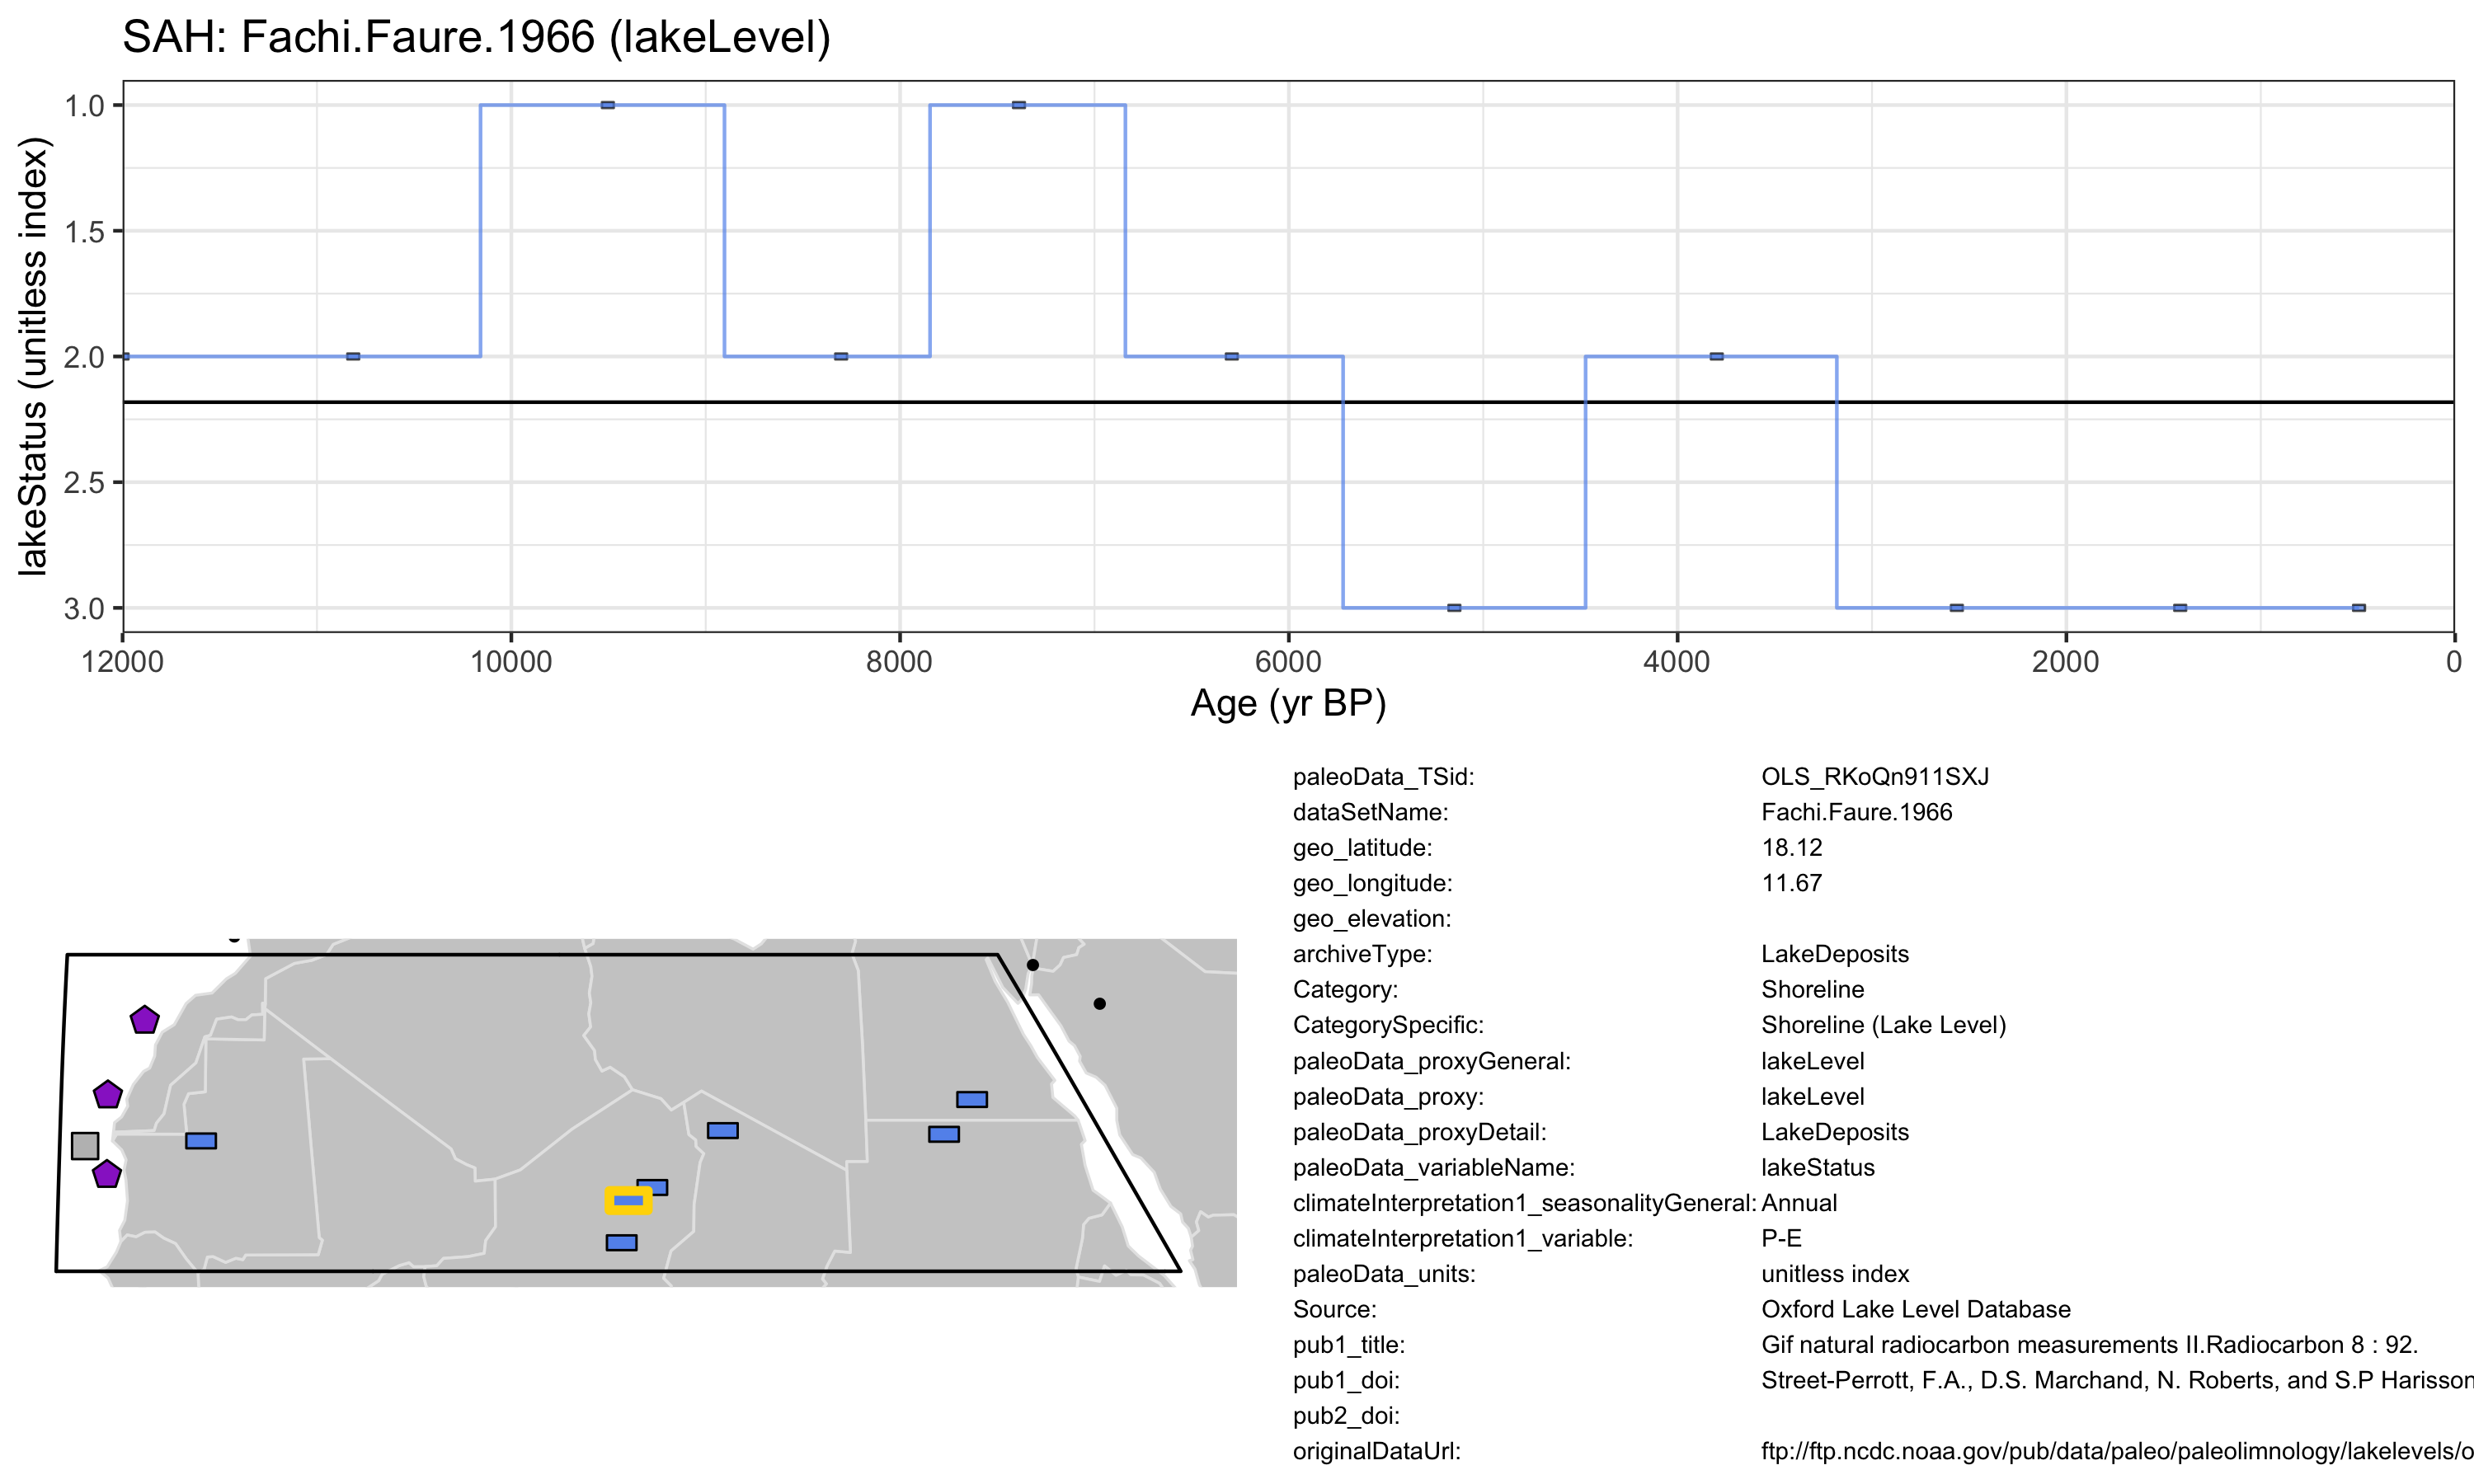 SAH: Fachi.Faure.1966 (lakeLevel)
lakeStatus (unitless index)
1.0
1.5
2.0
2.5
3.0
12000 10000 8000 6000 4000 2000 0
Age (yr BP)
paleoData_TSid: OLS_RKoQn911SXJ
dataSetName: Fachi.Faure.1966
geo_latitude: 18.12
geo_longitude: 11.67
geo_elevation:
archiveType: LakeDeposits
Category: Shoreline
CategorySpecific: Shoreline (Lake Level)
paleoData_proxyGeneral: lakeLevel
paleoData_proxy: lakeLevel
paleoData_proxyDetail: LakeDeposits
paleoData_variableName: lakeStatus
climateInterpretation1_seasonalityGeneral: Annual
climateInterpretation1_variable: P-E
paleoData_units: unitless index
Source: Oxford Lake Level Database
pub1_title: Gif natural radiocarbon measurements II.Radiocarbon 8 : 92.
pub1_doi: Street-Perrott, F.A., D.S. Marchand, N. Roberts, and S.P Harisson
pub2_doi:
originalDataUrl: ftp://ftp.ncdc.noaa.gov/pub/data/paleo/paleolimnology/lakelevels/o